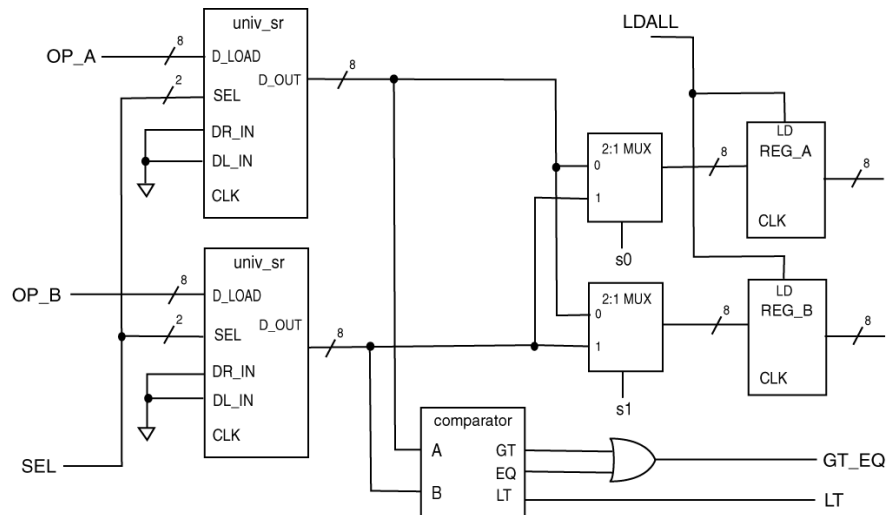 univ_sr
OP_A
8
D_LOAD
D_OUT
8
2
SEL
DR_IN
DL_IN
CLK
LDALL
2:1 MUX
0
1
s0
8
LD
REG_A
CLK
8
univ_sr
OP_B
8
D_LOAD
D_OUT
8
2
SEL
DR_IN
DL_IN
CLK
SEL
2:1 MUX
0
1
s1
8
LD
REG_B
CLK
8
comparator
A
B
GT
EQ
LT
GT_EQ
LT